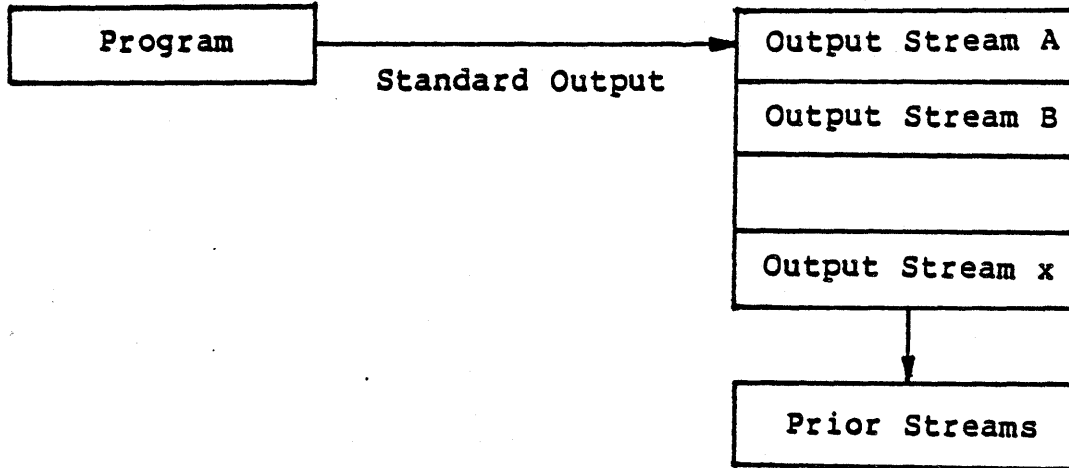 Program
Standard Output
Output Stream A
Output Stream B
Output Stream x
Prior Streams